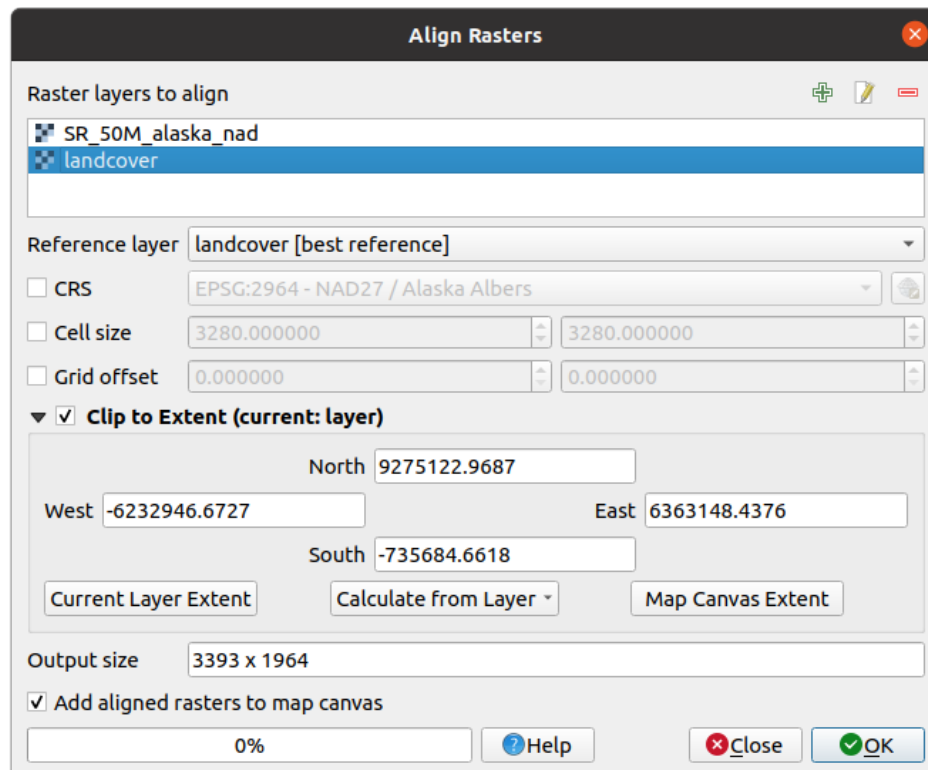 Align Rasters
Raster layers to align
SR_50M_alaska_nad
landcover
Reference layer landcover [best reference]
CRS EPSG:2964 - NAD27 / Alaska Albers
Cell size 3280.000000 3280.000000
Grid offset 0.000000 0.000000
Clip to Extent (current: layer)
North 9275122.9687
West -6232946.6727 East 6363148.4376
South -735684.6618
Current Layer Extent Calculate from Layer Map Canvas Extent
Output size 3393 x 1964
Add aligned rasters to map canvas
0% Help Close OK